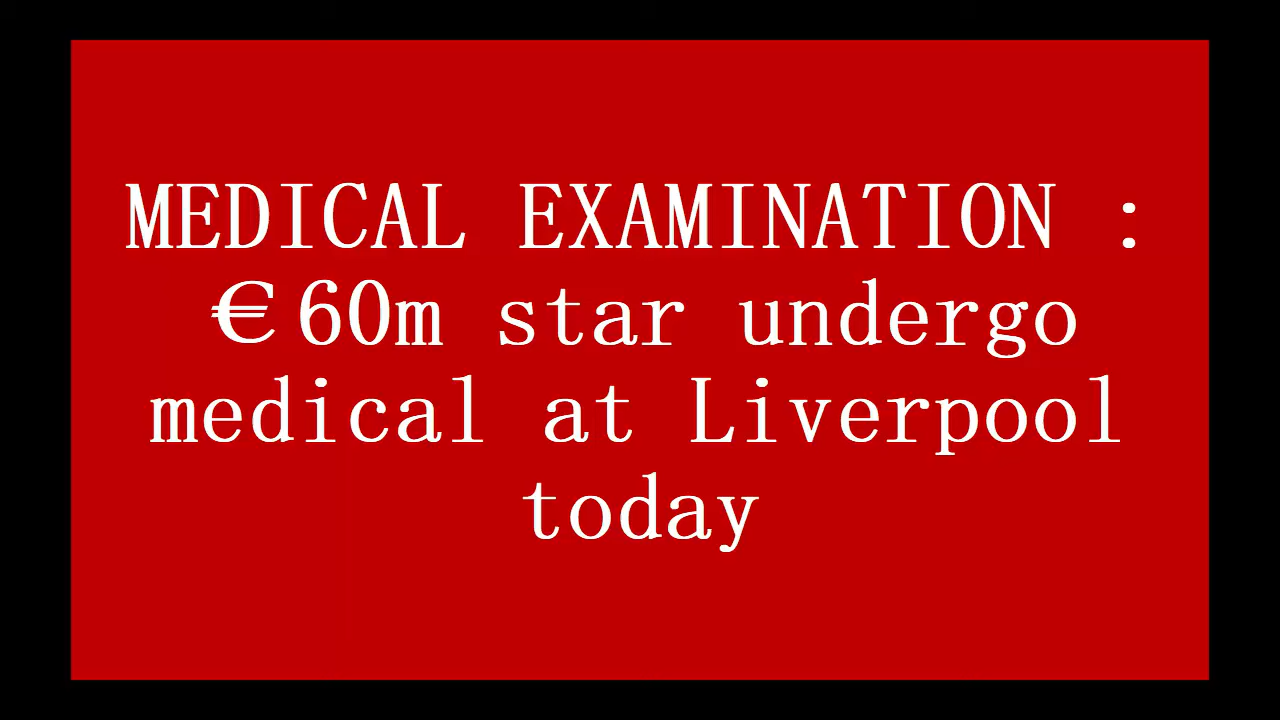 MEDICAL EXAMINATION :
€60m star undergo
medical at Liverpool
today